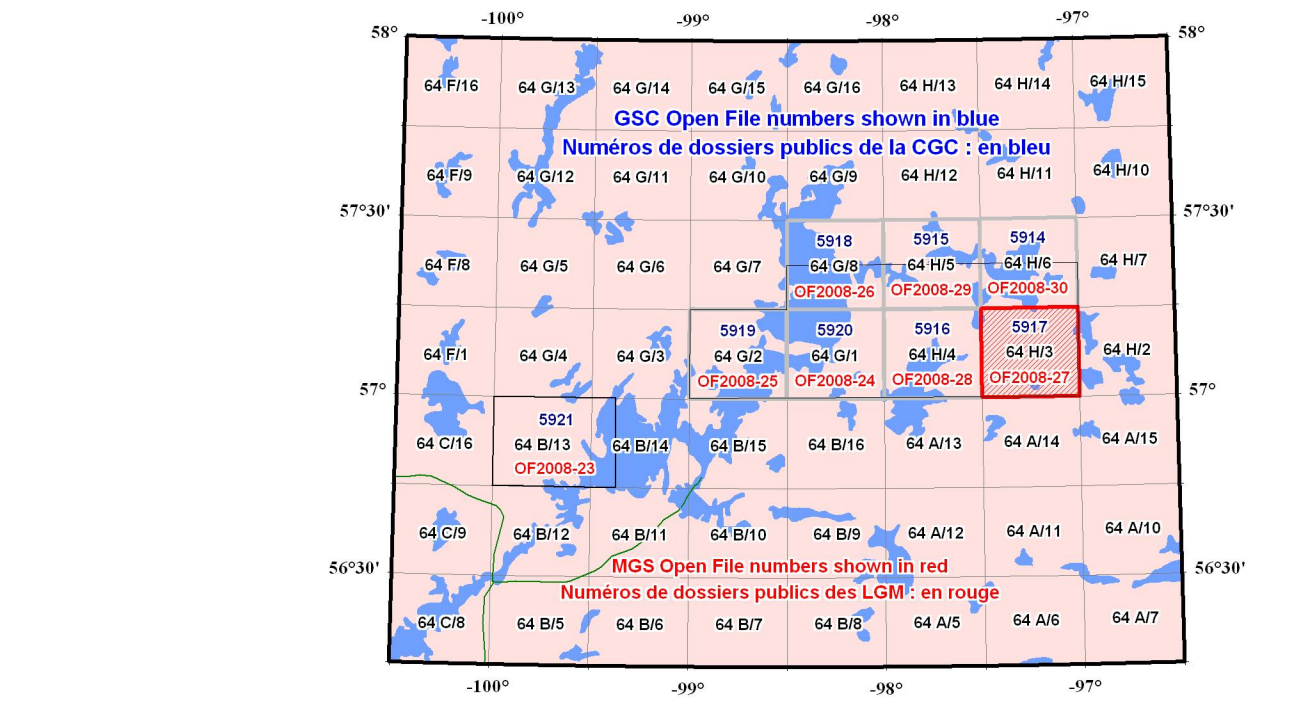 -100° -99° -98° -97°
58° 58°
64 F/16 64 G/13 64 G/14 64 G/15 64 G/16 64 H/13 64 H/14 64 H/15
GSC Open File numbers shown in blue
Numéros de dossiers publics de la CGC : en bleu
64 F/9 64 G/12 64 G/11 64 G/10 64 G/9 64 H/12 64 H/11 64 H/10
57°30' 57°30'
5918 5915 5914
64 F/8 64 G/5 64 G/6 64 G/7 64 G/8 64 H/5 64 H/6 64 H/7
OF2008-26 OF2008-29 OF2008-30
5919 5920 5916 5917
64 F/1 64 G/4 64 G/3 64 G/2 64 G/1 64 H/4 64 H/3 64 H/2
OF2008-25 OF2008-24 OF2008-28 OF2008-27
57° 57°
5921
64 C/16 64 B/13 64 B/14 64 B/15 64 B/16 64 A/13 64 A/14 64 A/15
OF2008-23
64 C/9 64 B/12 64 B/11 64 B/10 64 B/9 64 A/12 64 A/11 64 A/10
56°30' 56°30'
MGS Open File numbers shown in red
Numéros de dossiers publics des LGM : en rouge
64 C/8 64 B/5 64 B/6 64 B/7 64 B/8 64 A/5 64 A/6 64 A/7
-100° -99° -98° -97°